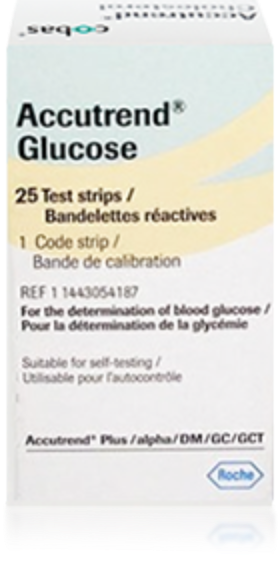 Accutrend®
Cholesterol
cobas®
Accutrend®
Glucose
25 Test strips /
Bandelettes réactives
1 Code strip /
Bande de calibration
REF 1 1443054187
For the determination of blood glucose /
Pour la détermination de la glycémie
Suitable for self-testing /
Utilisable pour l'autocontrôle
Accutrend® Plus /alpha/DM/GC/GCT
Roche